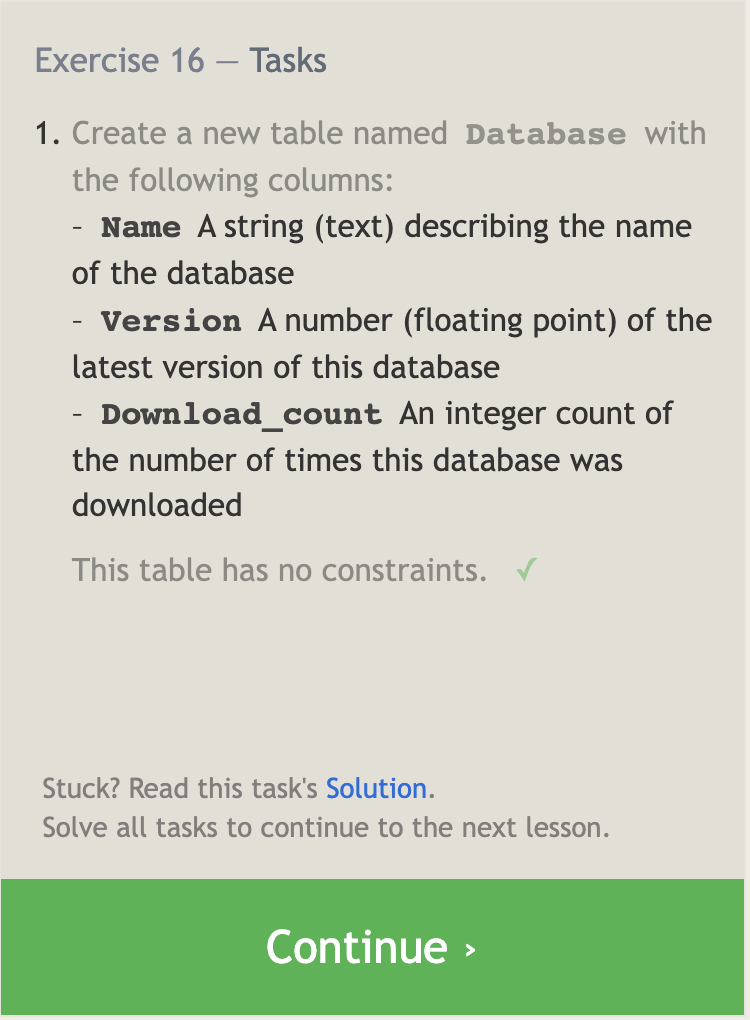 Exercise 16 — Tasks
1. Create a new table named Database with
the following columns:
– Name A string (text) describing the name
of the database
– Version A number (floating point) of the
latest version of this database
– Download_count An integer count of
the number of times this database was
downloaded
This table has no constraints. ✓
Stuck? Read this task's Solution.
Solve all tasks to continue to the next lesson.
Continue ›